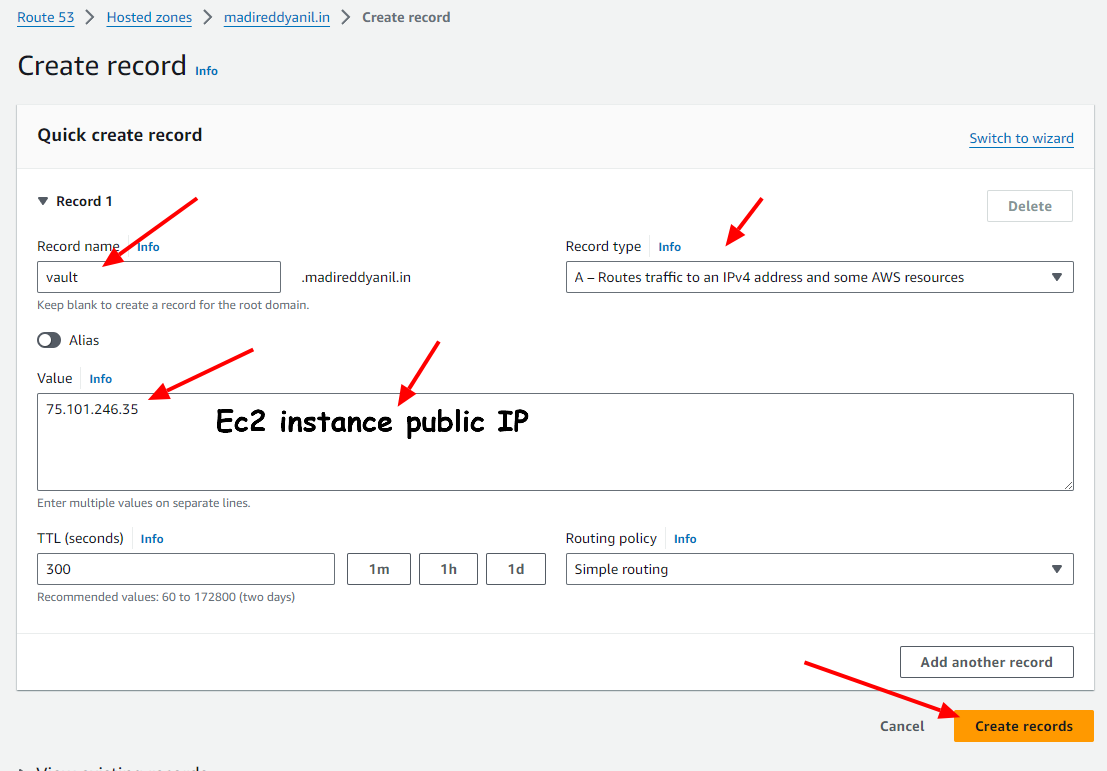 Route 53 > Hosted zones > madireddyanil.in > Create record
Create record Info
Quick create record
Switch to wizard
▼ Record 1
Delete
Record name Info
Record type Info
vault
.madireddyanil.in
A – Routes traffic to an IPv4 address and some AWS resources
Keep blank to create a record for the root domain.
Alias
Value Info
75.101.246.35
Ec2 instance public IP
Enter multiple values on separate lines.
TTL (seconds) Info
Routing policy Info
300
1m
1h
1d
Simple routing
Recommended values: 60 to 172800 (two days)
Add another record
Cancel
Create records
View existing records